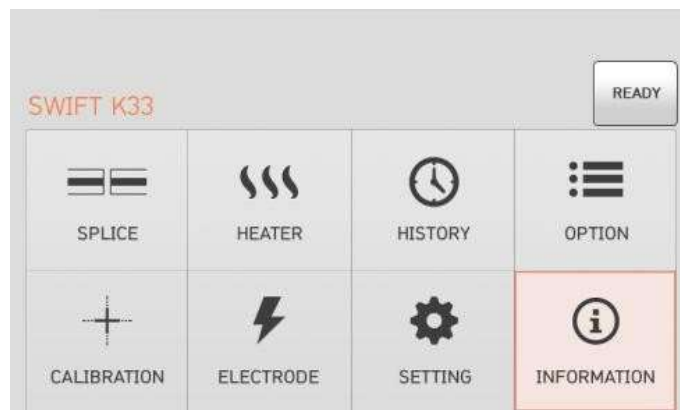 READY
SWIFT K33
SPLICE HEATER HISTORY OPTION
CALIBRATION ELECTRODE SETTING INFORMATION